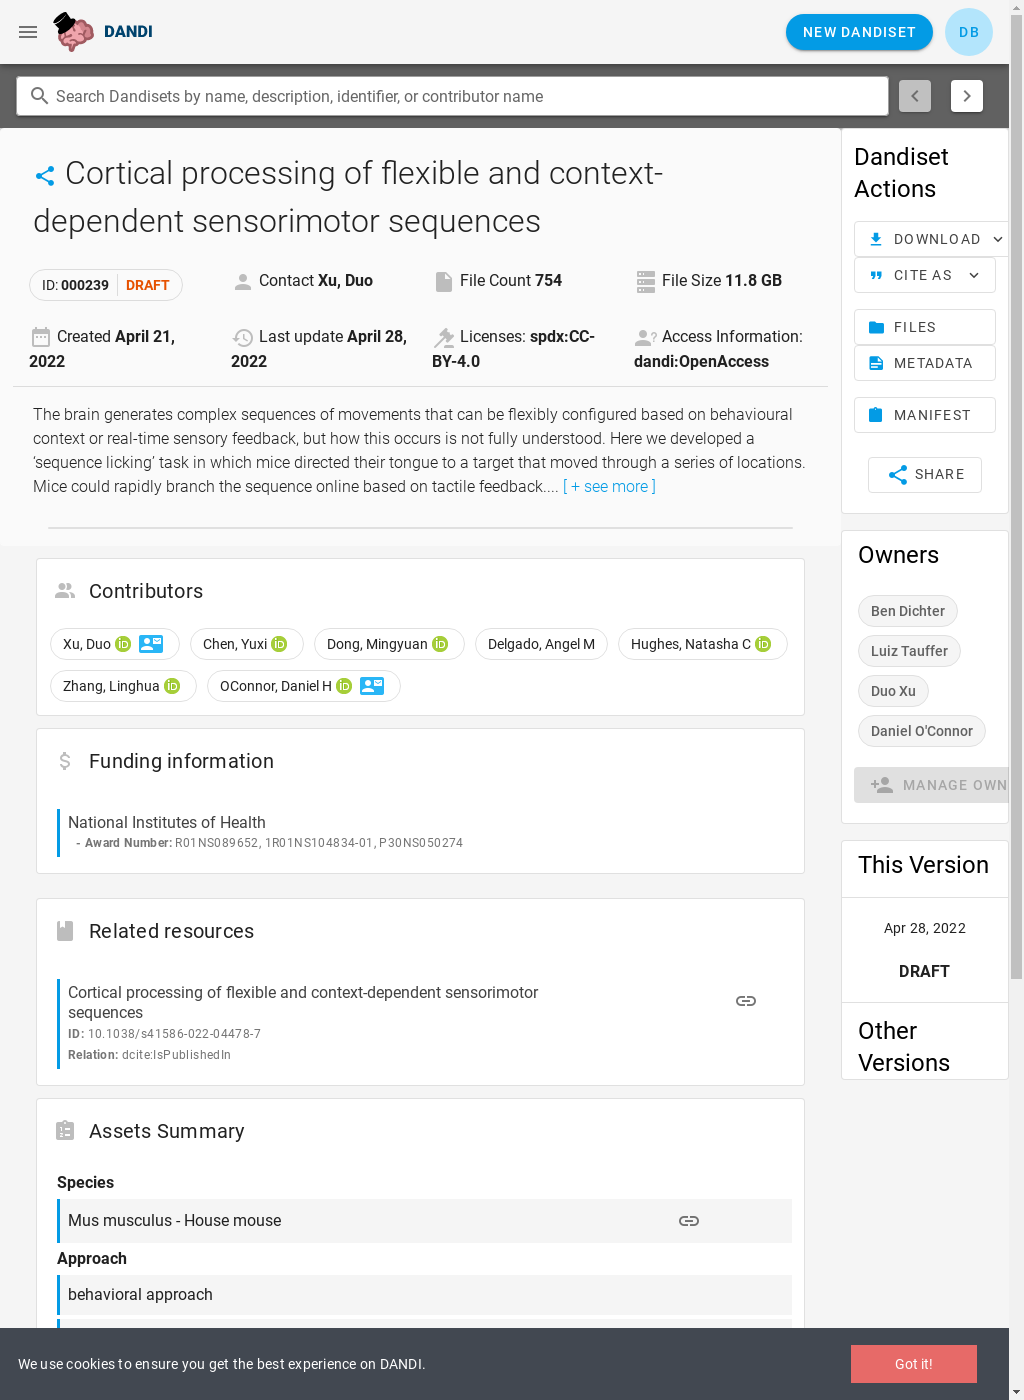 DANDI
NEW DANDISET
DB
Search Dandisets by name, description, identifier, or contributor name
Cortical processing of flexible and context-
dependent sensorimotor sequences
ID: 000239 DRAFT
Contact Xu, Duo
File Count 754
File Size 11.8 GB
Created April 21,
2022
Last update April 28,
2022
Licenses: spdx:CC-
BY-4.0
Access Information:
dandi:OpenAccess
The brain generates complex sequences of movements that can be flexibly configured based on behavioural
context or real-time sensory feedback, but how this occurs is not fully understood. Here we developed a
‘sequence licking’ task in which mice directed their tongue to a target that moved through a series of locations.
Mice could rapidly branch the sequence online based on tactile feedback.... [ + see more ]
Contributors
Xu, Duo iD
Chen, Yuxi iD
Dong, Mingyuan iD
Delgado, Angel M
Hughes, Natasha C iD
Zhang, Linghua iD
OConnor, Daniel H iD
Funding information
National Institutes of Health
- Award Number: R01NS089652, 1R01NS104834-01, P30NS050274
Related resources
Cortical processing of flexible and context-dependent sensorimotor
sequences
ID: 10.1038/s41586-022-04478-7
Relation: dcite:IsPublishedIn
Assets Summary
Species
Mus musculus - House mouse
Approach
behavioral approach
Dandiset
Actions
DOWNLOAD
CITE AS
FILES
METADATA
MANIFEST
SHARE
Owners
Ben Dichter
Luiz Tauffer
Duo Xu
Daniel O'Connor
MANAGE OWN
This Version
Apr 28, 2022
DRAFT
Other
Versions
We use cookies to ensure you get the best experience on DANDI.
Got it!